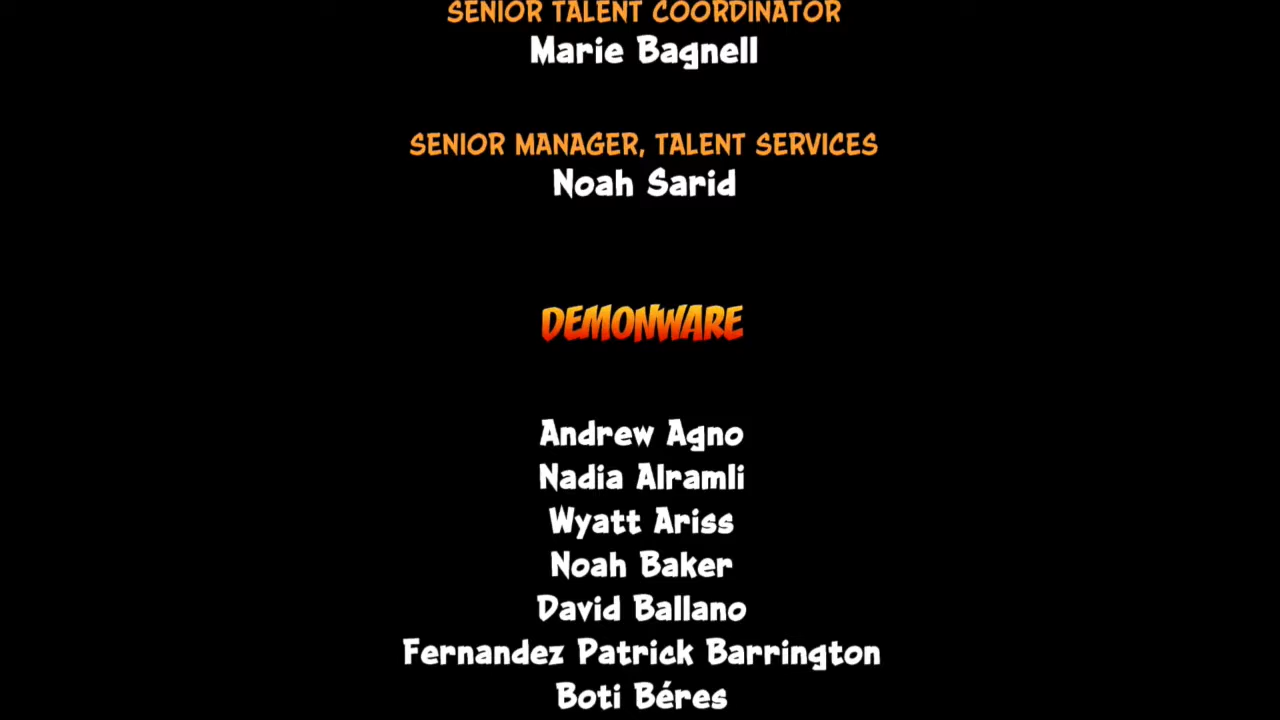 SENIOR TALENT COORDINATOR
Marie Bagnell
SENIOR MANAGER, TALENT SERVICES
Noah Sarid
DEMONWARE
Andrew Agno
Nadia Alramli
Wyatt Ariss
Noah Baker
David Ballano
Fernandez Patrick Barrington
Boti Béres